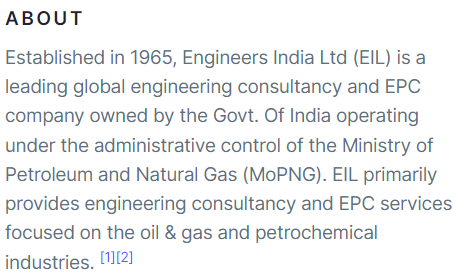 ABOUT
Established in 1965, Engineers India Ltd (EIL) is a
leading global engineering consultancy and EPC
company owned by the Govt. Of India operating
under the administrative control of the Ministry of
Petroleum and Natural Gas (MoPNG). EIL primarily
provides engineering consultancy and EPC services
focused on the oil & gas and petrochemical
industries. [1][2]